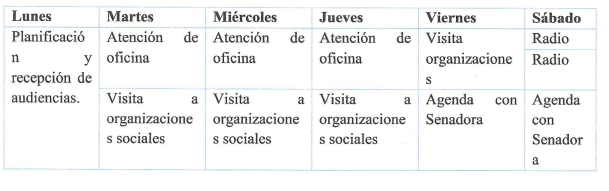 Lunes Martes Miércoles Jueves Viernes Sábado
Planificació
n y
recepción de
audiencias.
Atención de
oficina
Atención de
oficina
Atención de
oficina
Visita
organizacione
s
Radio
Radio
Visita a
organizacione
s sociales
Visita a
organizacione
s sociales
Visita a
organizacione
s sociales
Agenda con
Senadora
Agenda
con
Senador
a